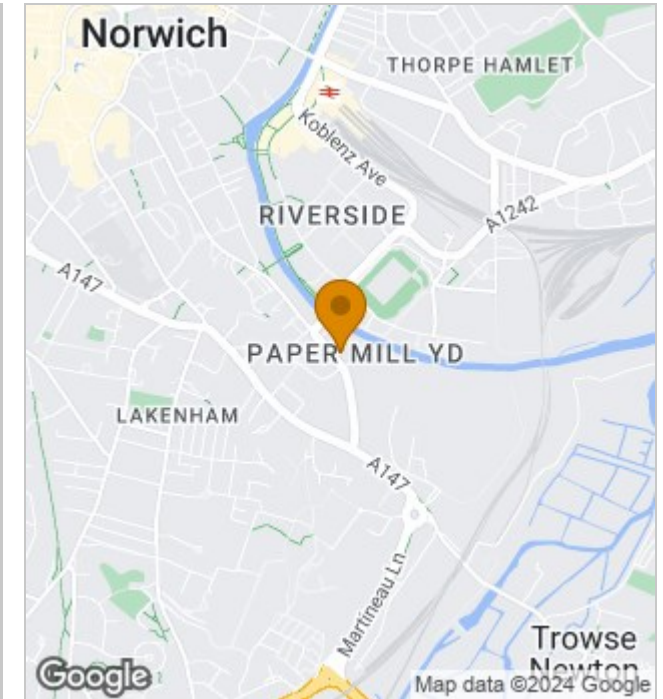 Norwich
THORPE HAMLET
Koblenz Ave
RIVERSIDE
A1242
A147
PAPER MILL YD
LAKENHAM
A147
Martineau Ln
Trowse
Newton
Google
Map data ©2024 Google